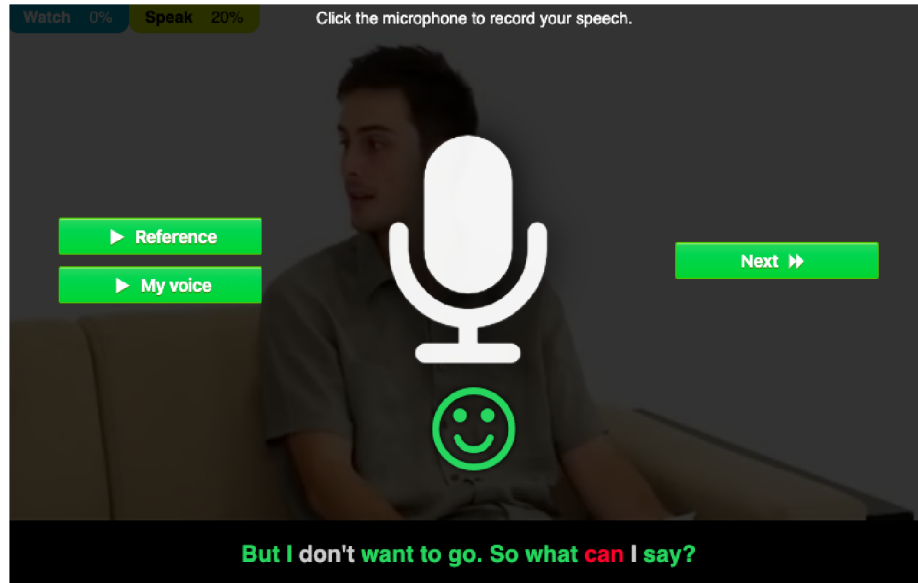 Watch 0% Speak 20% Click the microphone to record your speech.
Reference
My voice
Next
But I don't want to go. So what can I say?